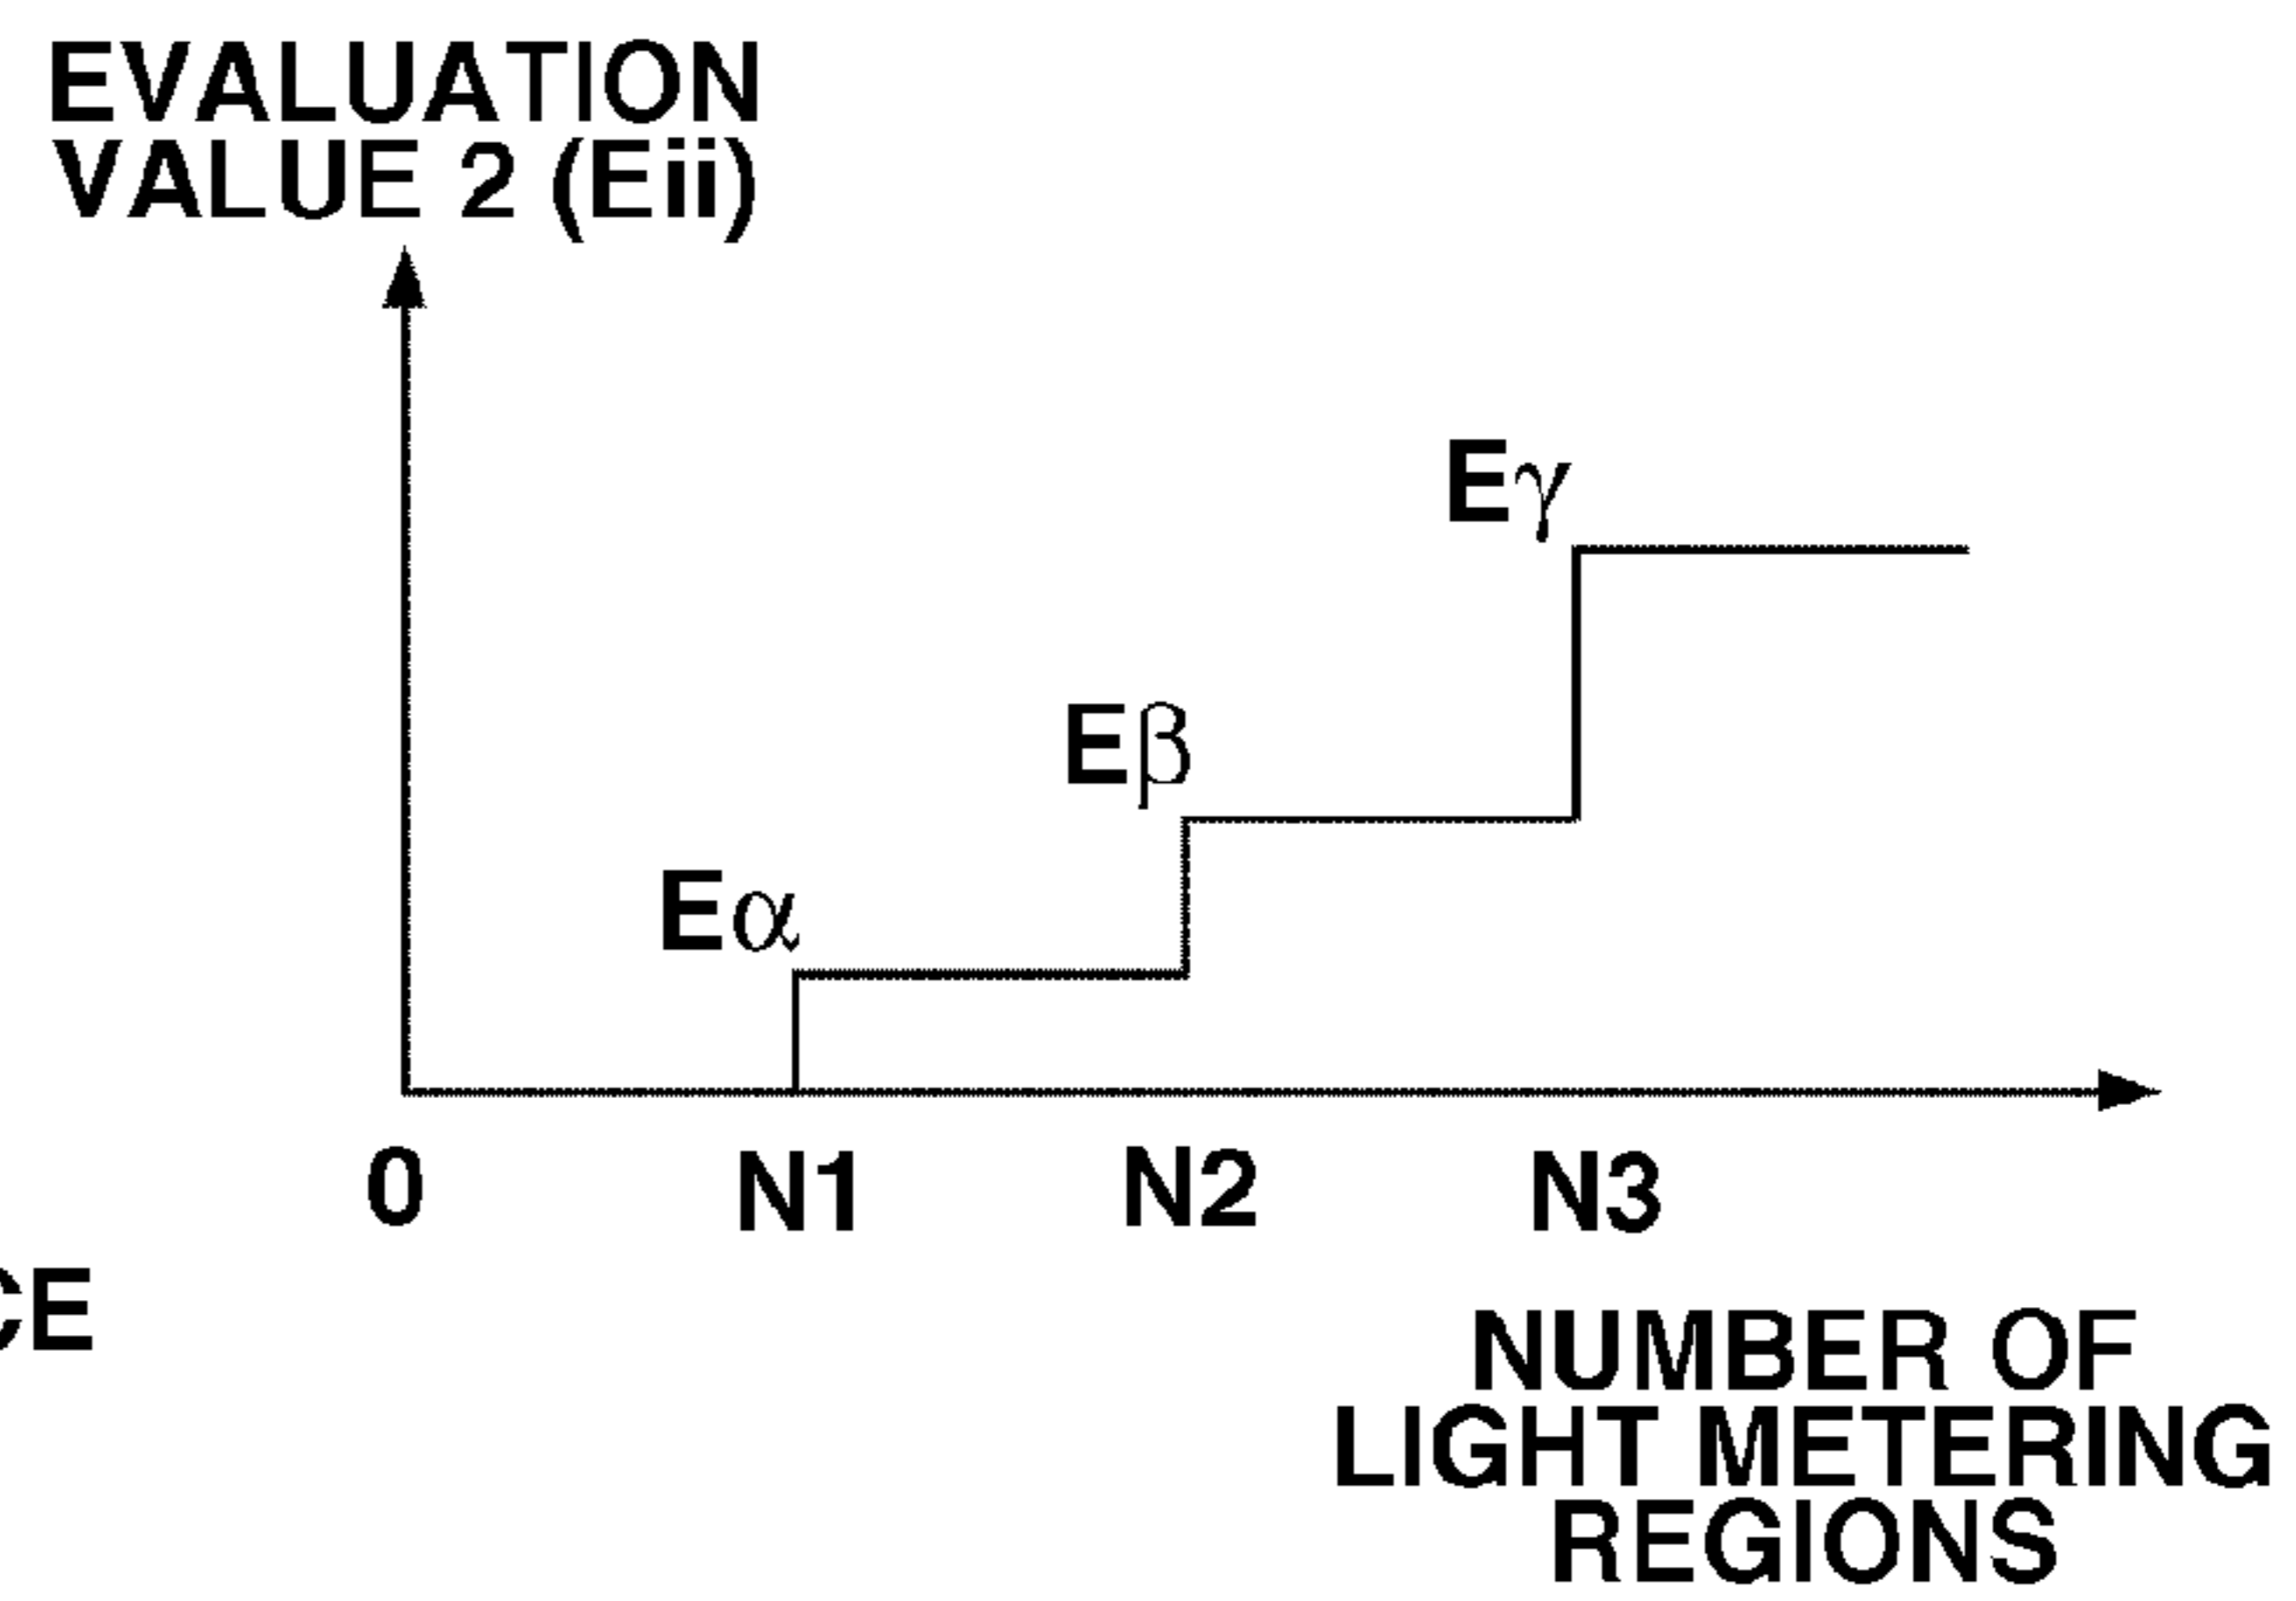 EVALUATION
VALUE 2 (Eii)
Eγ
Eβ
Eα
0 N1 N2 N3
NUMBER OF
LIGHT METERING
REGIONS